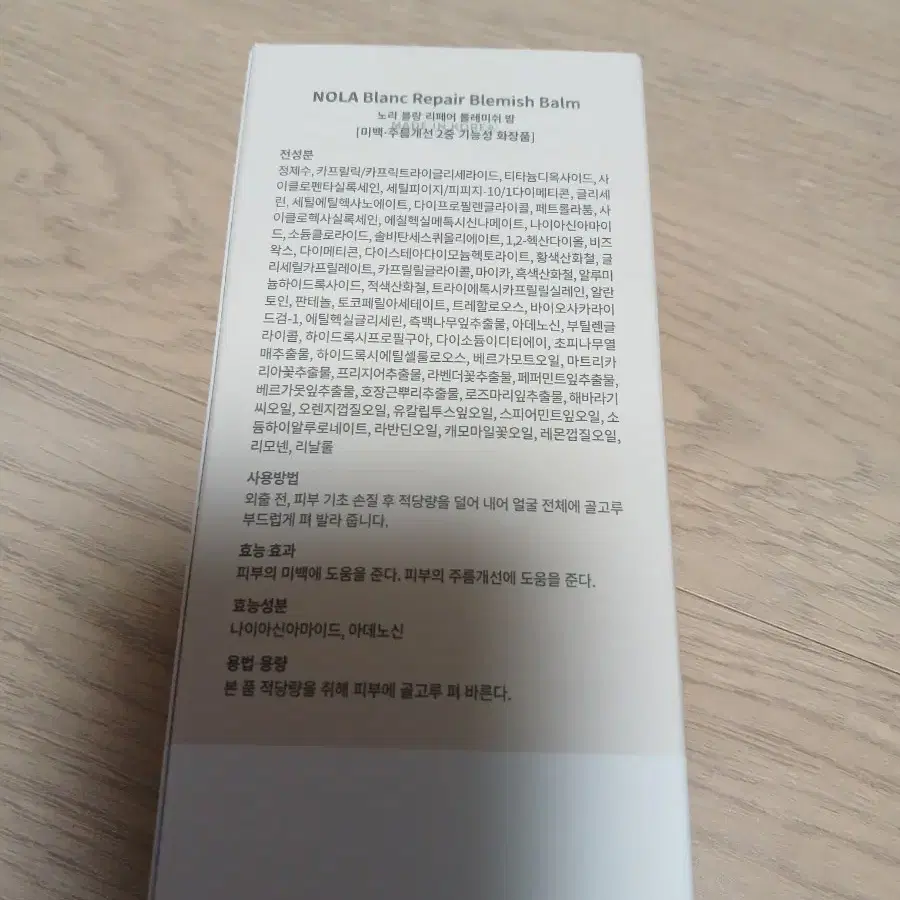 NOLA Blanc Repair Blemish Balm
노라 블랑 리페어 블레미쉬 밤
MADE IN KOREA
[미백·주름개선 2중 기능성 화장품]
전성분
정제수, 카프릴릭/카프릭트라이글리세라이드, 티타늄디옥사이드, 사
이클로펜타실록세인, 세틸피이지/피피지-10/1다이메티콘, 글리세
린, 세틸에틸헥사노에이트, 다이프로필렌글라이콜, 페트롤라툼, 사
이클로헥사실록세인, 에칠헥실메톡시신나메이트, 나이아신아마이
드, 소듐클로라이드, 솔비탄세스퀴올리에이트, 1,2-헥산다이올, 비즈
왁스, 다이메티콘, 다이스테아다이모늄헥토라이트, 황색산화철, 글
리세릴카프릴레이트, 카프릴릴글라이콜, 마이카, 흑색산화철, 알루미
늄하이드록사이드, 적색산화철, 트라이에톡시카프릴릴실레인, 알란
토인, 판테놀, 토코페릴아세테이트, 트레할로오스, 바이오사카라이
드검-1, 에틸헥실글리세린, 측백나무잎추출물, 아데노신, 부틸렌글
라이콜, 하이드록시프로필구아, 다이소듐이디티에이, 초피나무열
매추출물, 하이드록시에틸셀룰로오스, 베르가모트오일, 마트리카
리아꽃추출물, 프리지어추출물, 라벤더꽃추출물, 페퍼민트잎추출물,
베르가못잎추출물, 호장근뿌리추출물, 로즈마리잎추출물, 해바라기
씨오일, 오렌지껍질오일, 유칼립투스잎오일, 스피어민트잎오일, 소
듐하이알루로네이트, 라반딘오일, 캐모마일꽃오일, 레몬껍질오일,
리모넨, 리날룰
사용방법
외출 전, 피부 기초 손질 후 적당량을 덜어 내어 얼굴 전체에 골고루
부드럽게 펴 발라 줍니다.
효능 효과
피부의 미백에 도움을 준다. 피부의 주름개선에 도움을 준다.
효능성분
나이아신아마이드, 아데노신
용법 용량
본 품 적당량을 취해 피부에 골고루 펴 바른다.